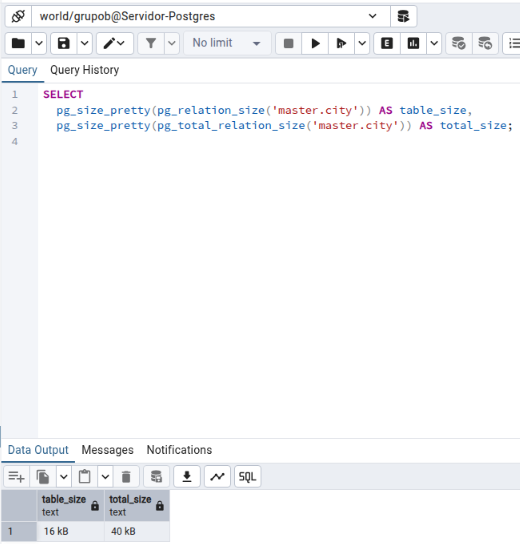 world/grupob@Servidor-Postgres
No limit
E
Query Query History
1 SELECT
2 pg_size_pretty(pg_relation_size('master.city')) AS table_size,
3 pg_size_pretty(pg_total_relation_size('master.city')) AS total_size;
4
Data Output Messages Notifications
SQL
table_size total_size
text text
1 16 kB 40 kB